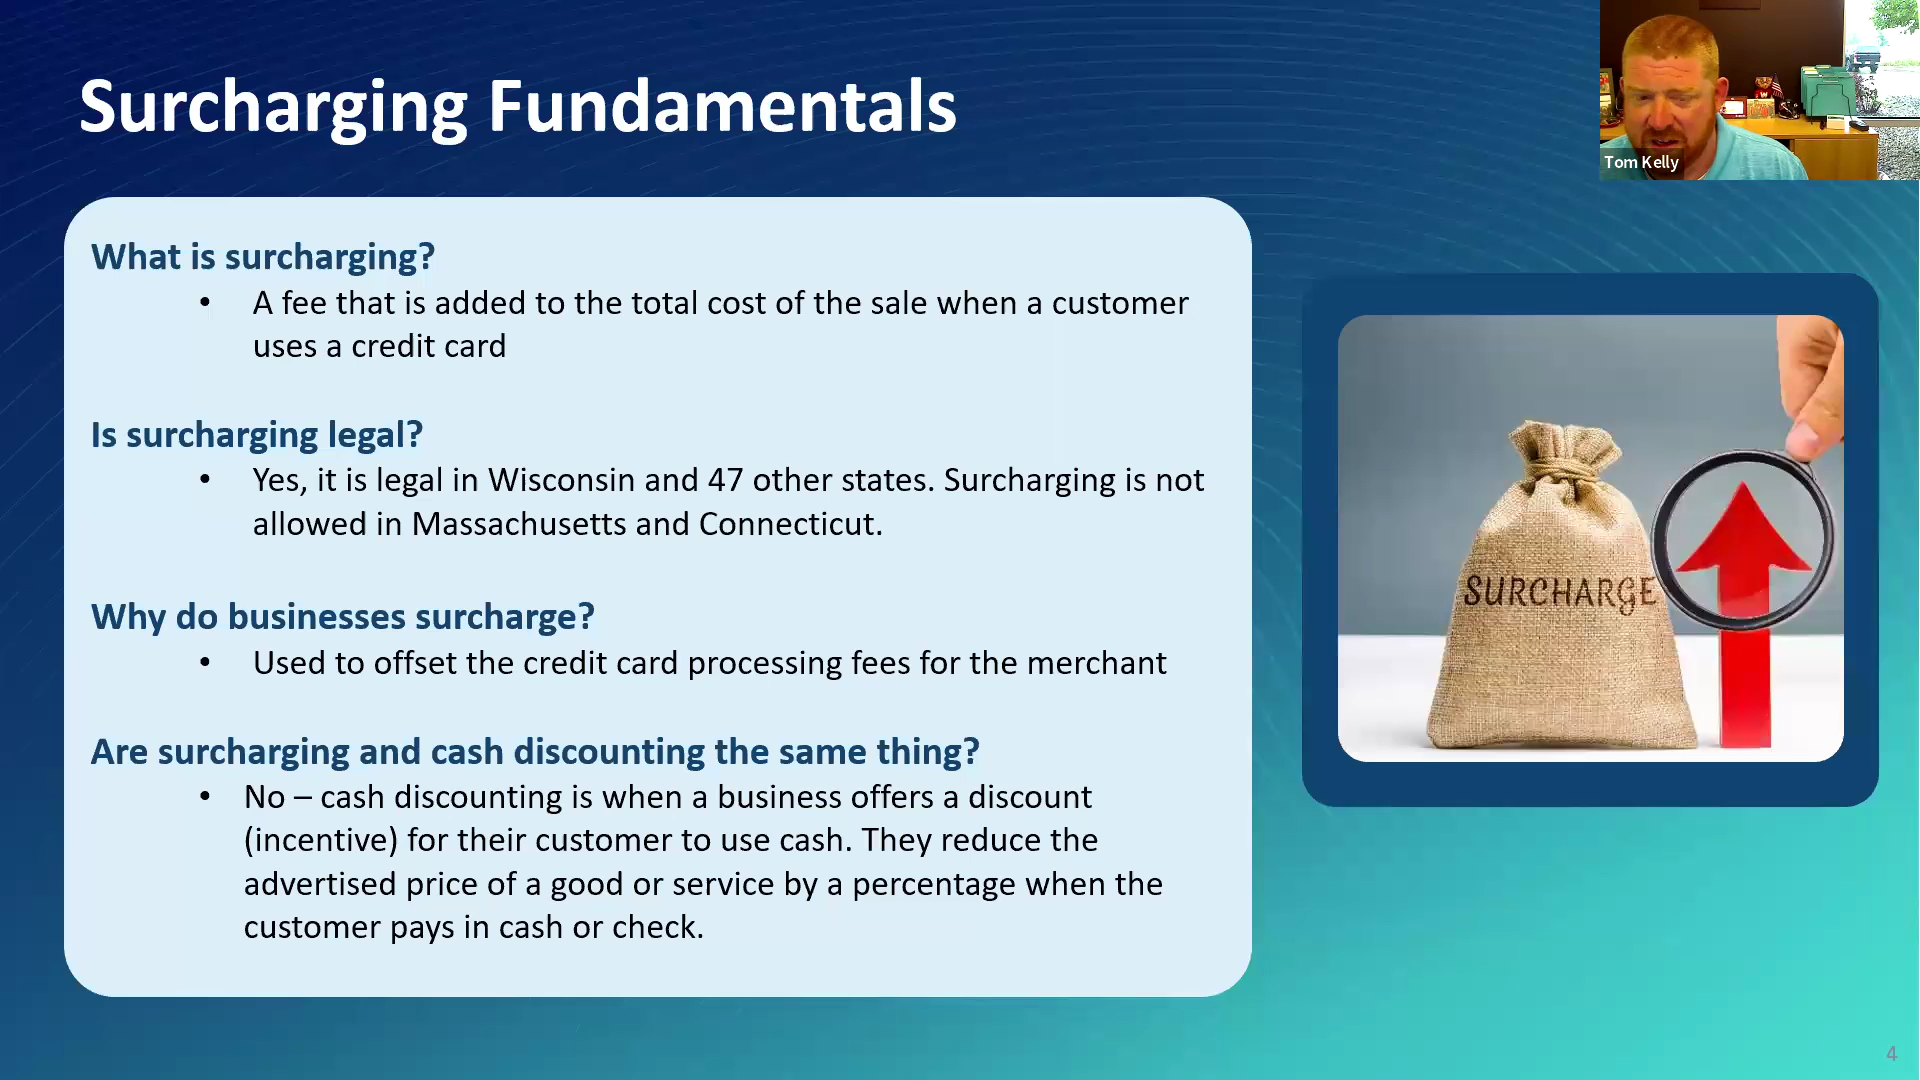 Surcharging Fundamentals
Tom Kelly
What is surcharging?
• A fee that is added to the total cost of the sale when a customer
uses a credit card
Is surcharging legal?
• Yes, it is legal in Wisconsin and 47 other states. Surcharging is not
allowed in Massachusetts and Connecticut.
Why do businesses surcharge?
• Used to offset the credit card processing fees for the merchant
Are surcharging and cash discounting the same thing?
• No – cash discounting is when a business offers a discount
(incentive) for their customer to use cash. They reduce the
advertised price of a good or service by a percentage when the
customer pays in cash or check.
SURCHARGE
4